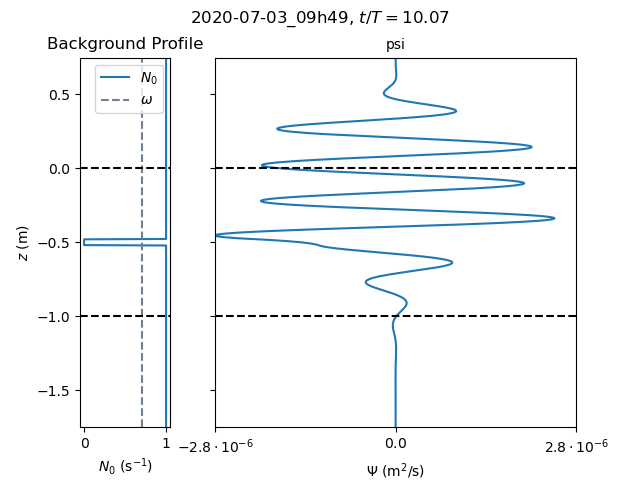 2020-07-03_09h49, t/T = 10.07
Background Profile
psi
N₀
ω
0.5
0.0
−0.5
−1.0
−1.5
z (m)
0 1
N₀ (s⁻¹)
−2.8 · 10⁻⁶ 0.0 2.8 · 10⁻⁶
Ψ (m²/s)